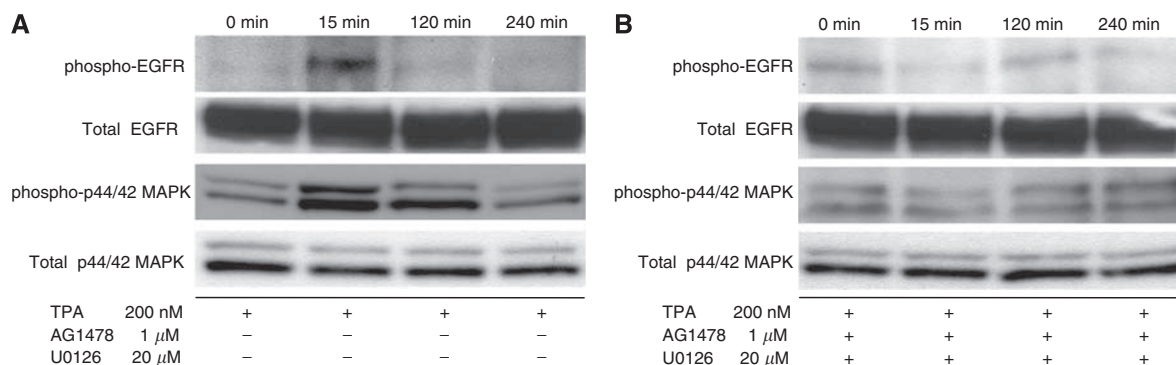 A
0 min 15 min 120 min 240 min
phospho-EGFR
Total EGFR
phospho-p44/42 MAPK
Total p44/42 MAPK
TPA 200 nM + + + +
AG1478 1 μM – – – –
U0126 20 μM – – – –
B
0 min 15 min 120 min 240 min
phospho-EGFR
Total EGFR
phospho-p44/42 MAPK
Total p44/42 MAPK
TPA 200 nM + + + +
AG1478 1 μM + + + +
U0126 20 μM + + + +